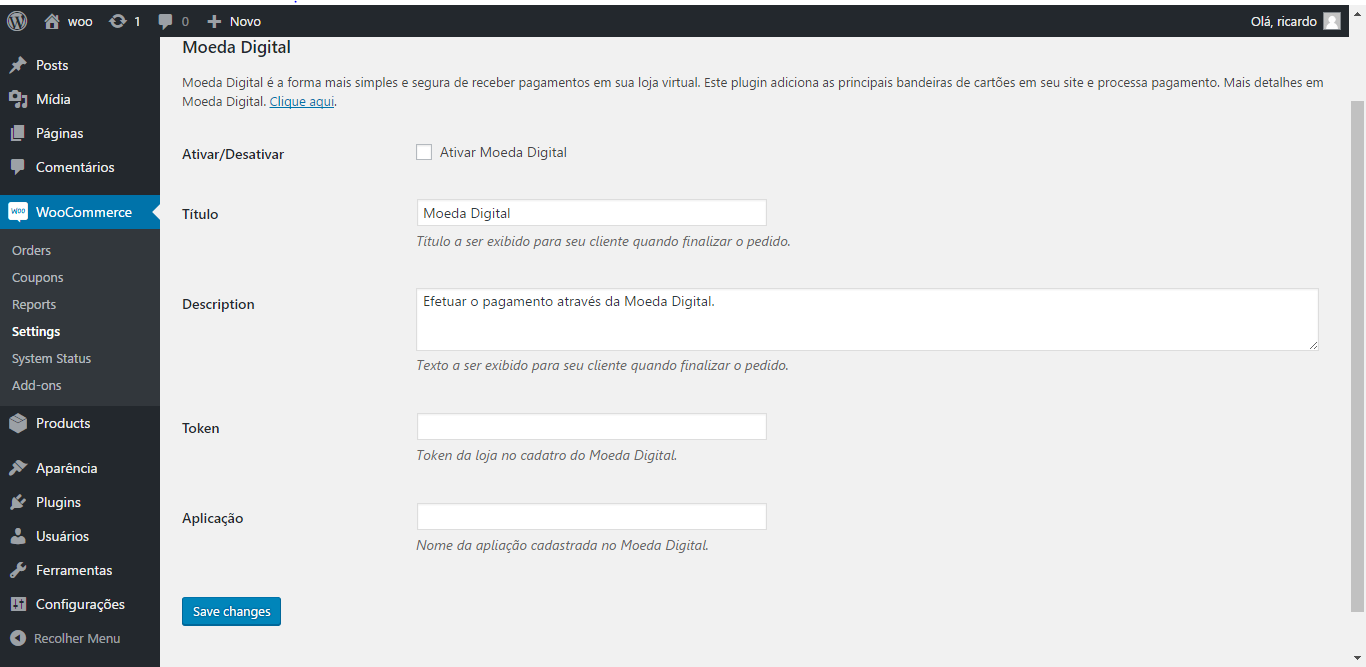 woo 1 0 Novo Olá, ricardo
Posts
Mídia
Páginas
Comentários
WooCommerce
Orders
Coupons
Reports
Settings
System Status
Add-ons
Products
Aparência
Plugins
Usuários
Ferramentas
Configurações
Recolher Menu
Moeda Digital
Moeda Digital é a forma mais simples e segura de receber pagamentos em sua loja virtual. Este plugin adiciona as principais bandeiras de cartões em seu site e processa pagamento. Mais detalhes em
Moeda Digital. Clique aqui.
Ativar/Desativar Ativar Moeda Digital
Título Moeda Digital
Título a ser exibido para seu cliente quando finalizar o pedido.
Description Efetuar o pagamento através da Moeda Digital.
Texto a ser exibido para seu cliente quando finalizar o pedido.
Token
Token da loja no cadatro do Moeda Digital.
Aplicação
Nome da apliação cadastrada no Moeda Digital.
Save changes